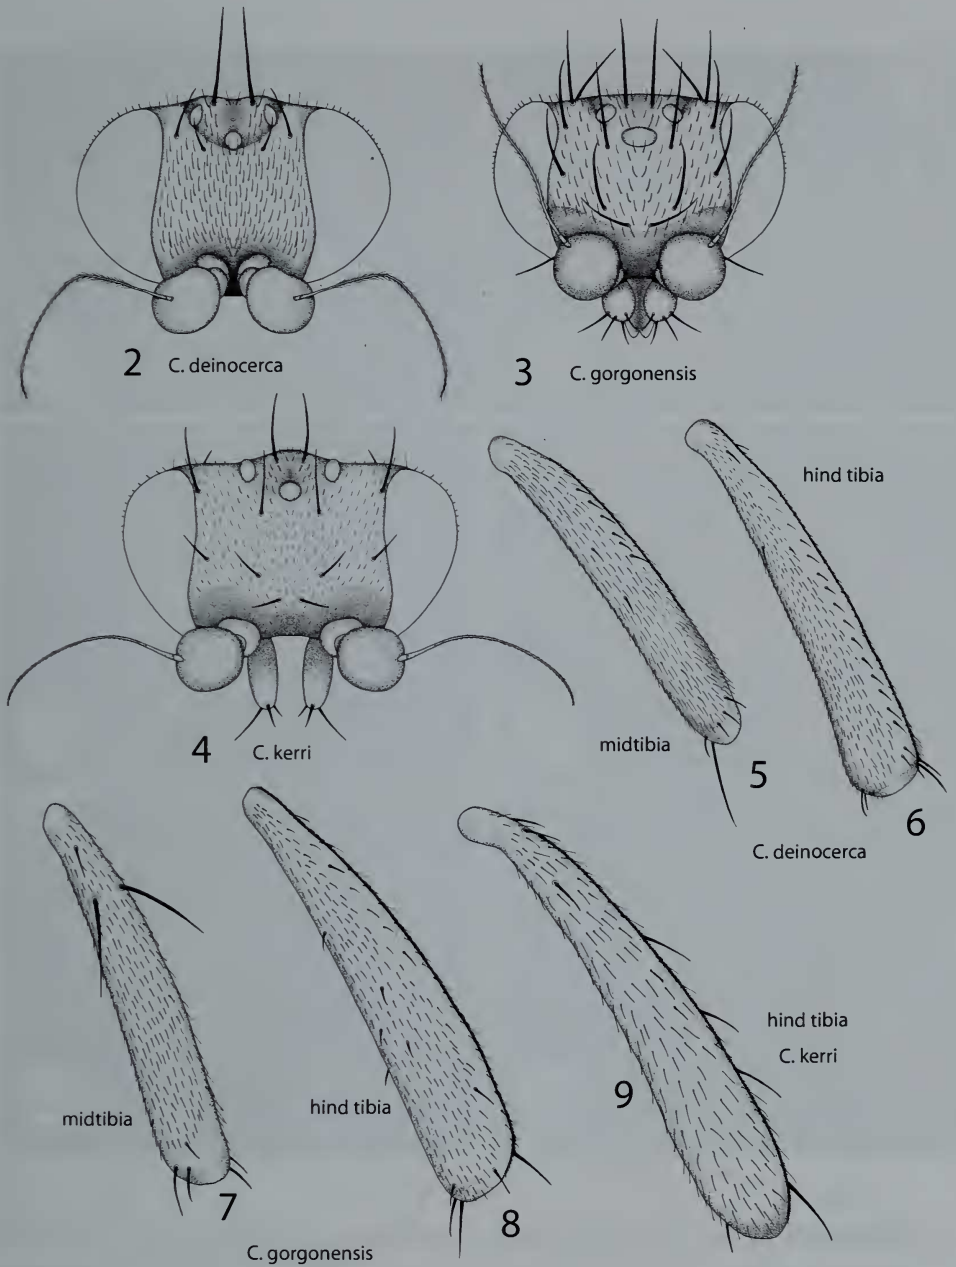 2 C. deinocerca
3 C. gorgonensis
4 C. kerri
hind tibia
midtibia
5
6
C. deinocerca
midtibia
7
hind tibia
8
C. gorgonensis
hind tibia
C. kerri
9